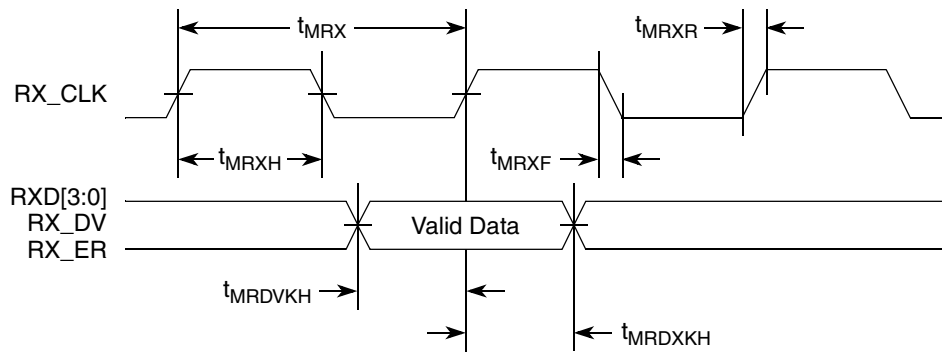 tMRX
tMRXR
RX_CLK
tMRXH
tMRXF
RXD[3:0]
RX_DV
Valid Data
RX_ER
tMRDVKH
tMRDXKH